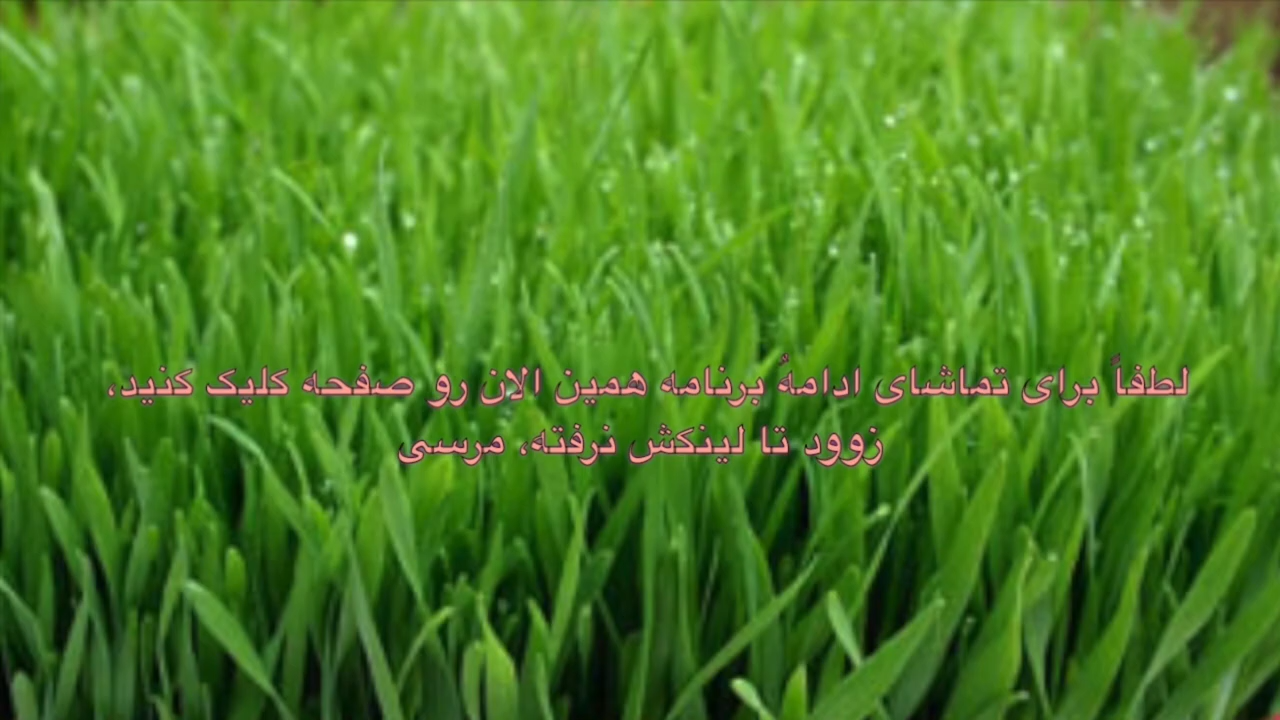 لطفاً برای تماشای ادامهٔ برنامه همین الان رو صفحه کلیک کنید،
زوود تا لینکش نرفته، مرسی